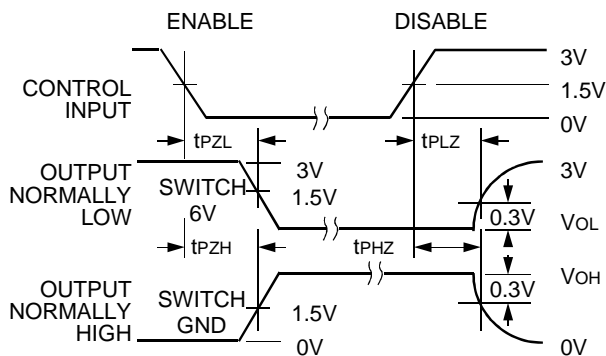 ENABLE DISABLE
3V
CONTROL INPUT 1.5V
0V
tPZL tPLZ
OUTPUT NORMALLY LOW
SWITCH 6V
3V
1.5V
3V
0.3V
VOL
tPZH tPHZ
OUTPUT NORMALLY HIGH
SWITCH GND
1.5V
0V
VOH
0.3V
0V